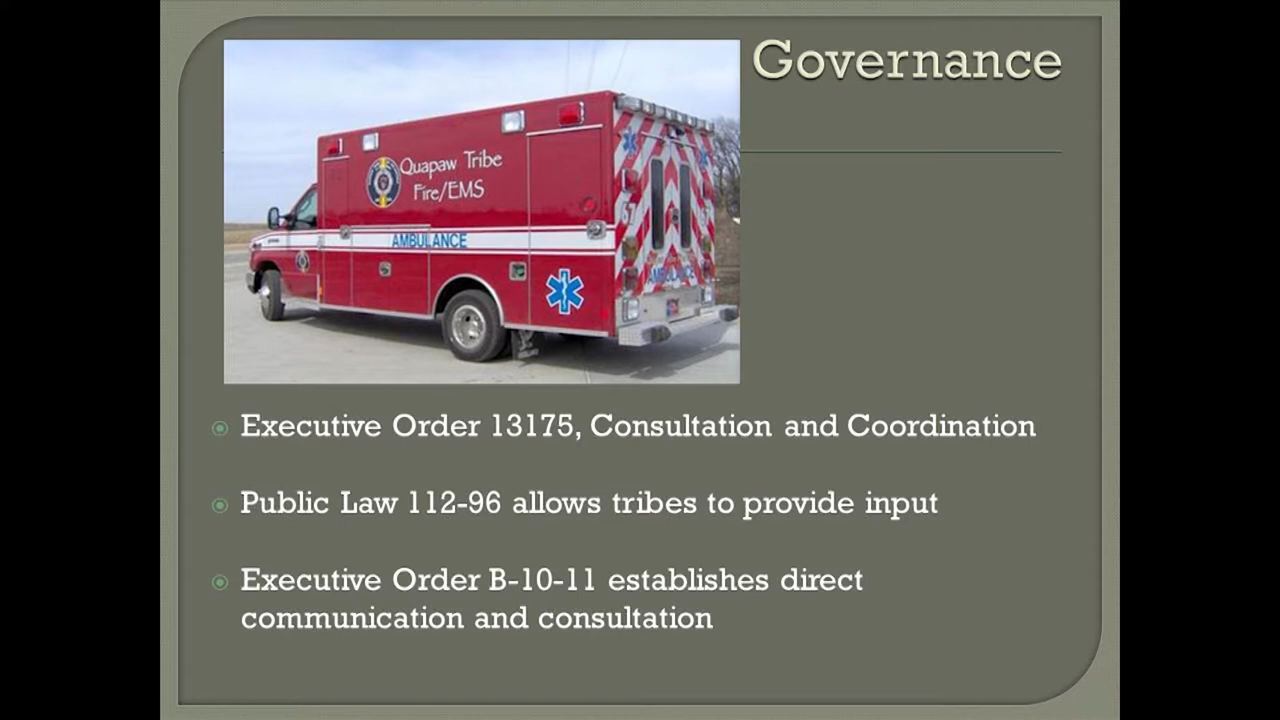 Governance
Quapaw Tribe
Fire/EMS
AMBULANCE
67
AMBULANCE
Executive Order 13175, Consultation and Coordination
Public Law 112-96 allows tribes to provide input
Executive Order B-10-11 establishes direct
communication and consultation